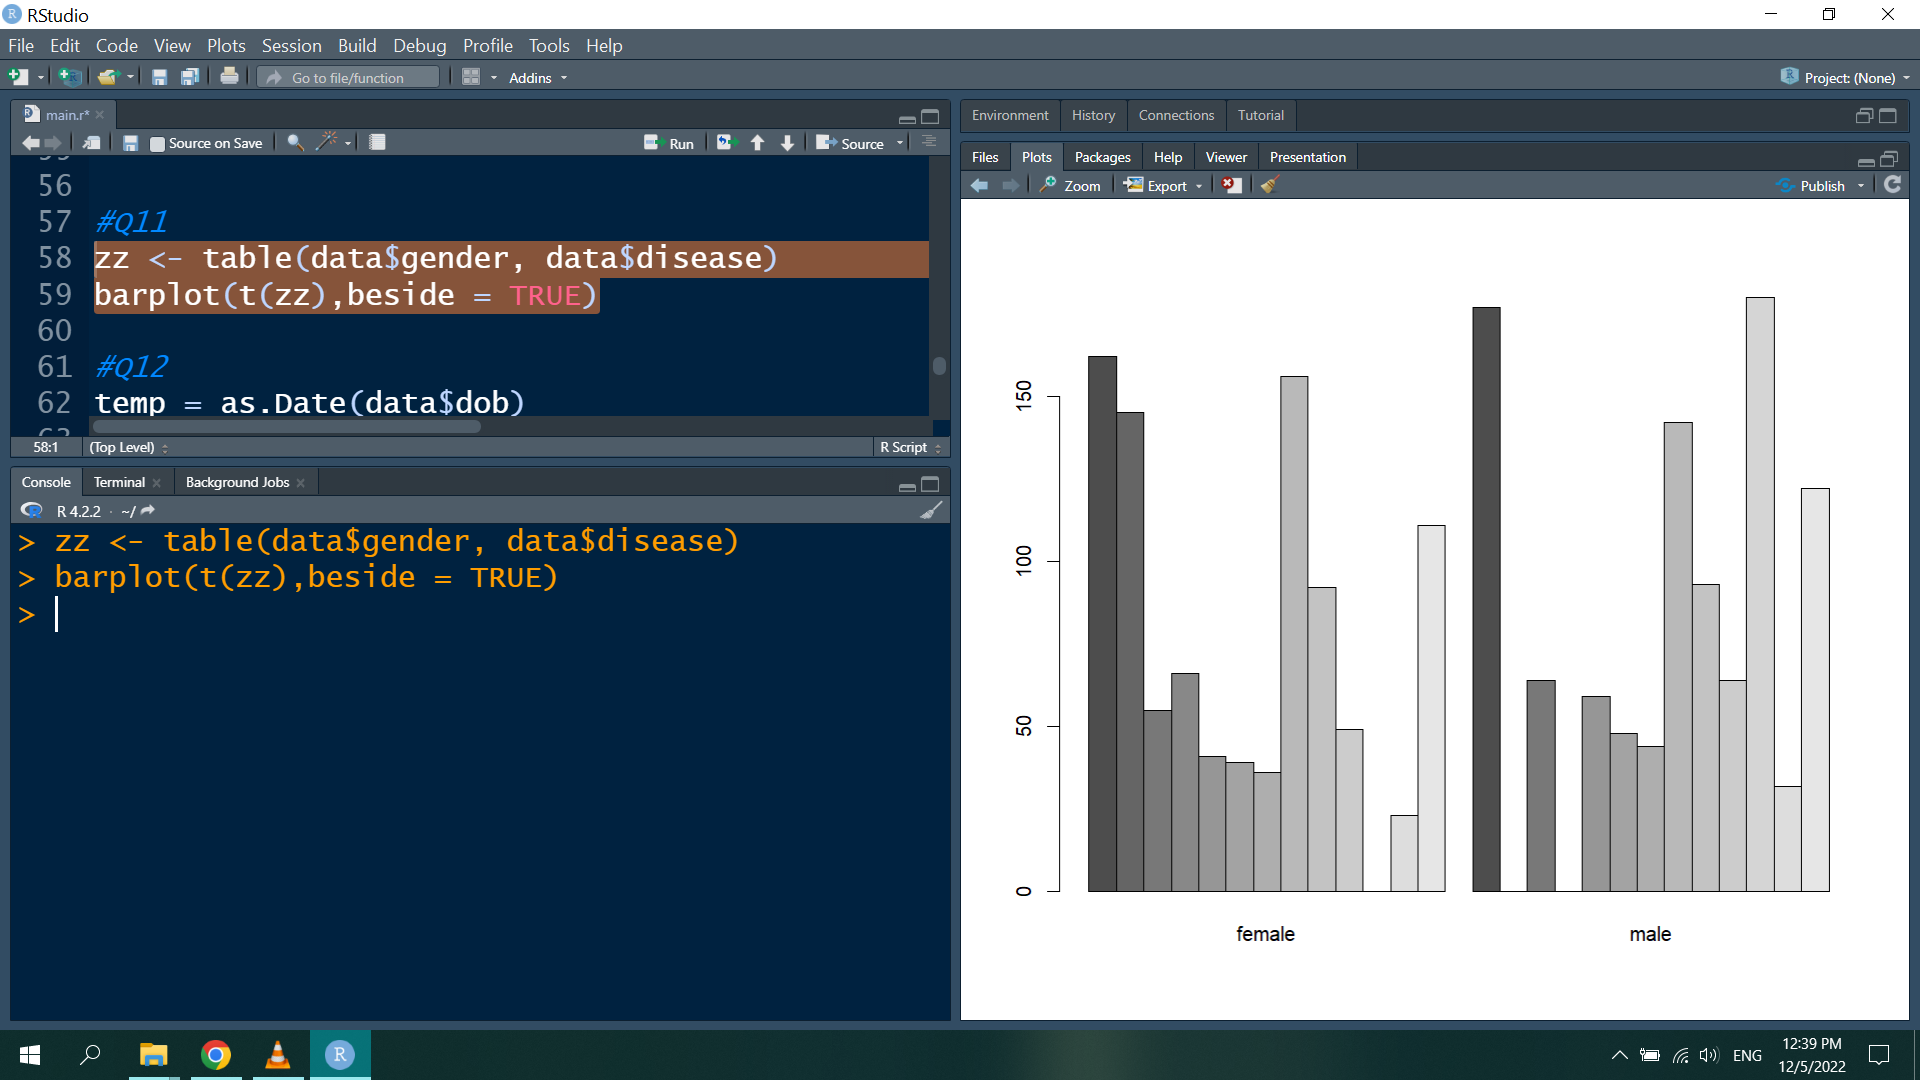 RStudio
File Edit Code View Plots Session Build Debug Profile Tools Help
Go to file/function Addins Project: (None)
main.r*
Source on Save Run Source
56
57 #Q11
58 zz <- table(data$gender, data$disease)
59 barplot(t(zz),beside = TRUE)
60
61 #Q12
62 temp = as.Date(data$dob)
58:1 (Top Level) R Script
Console Terminal Background Jobs
R 4.2.2 · ~/
> zz <- table(data$gender, data$disease)
> barplot(t(zz),beside = TRUE)
>
Environment History Connections Tutorial
Files Plots Packages Help Viewer Presentation
Zoom Export Publish
150
100
50
0
female male
ENG
12:39 PM
12/5/2022